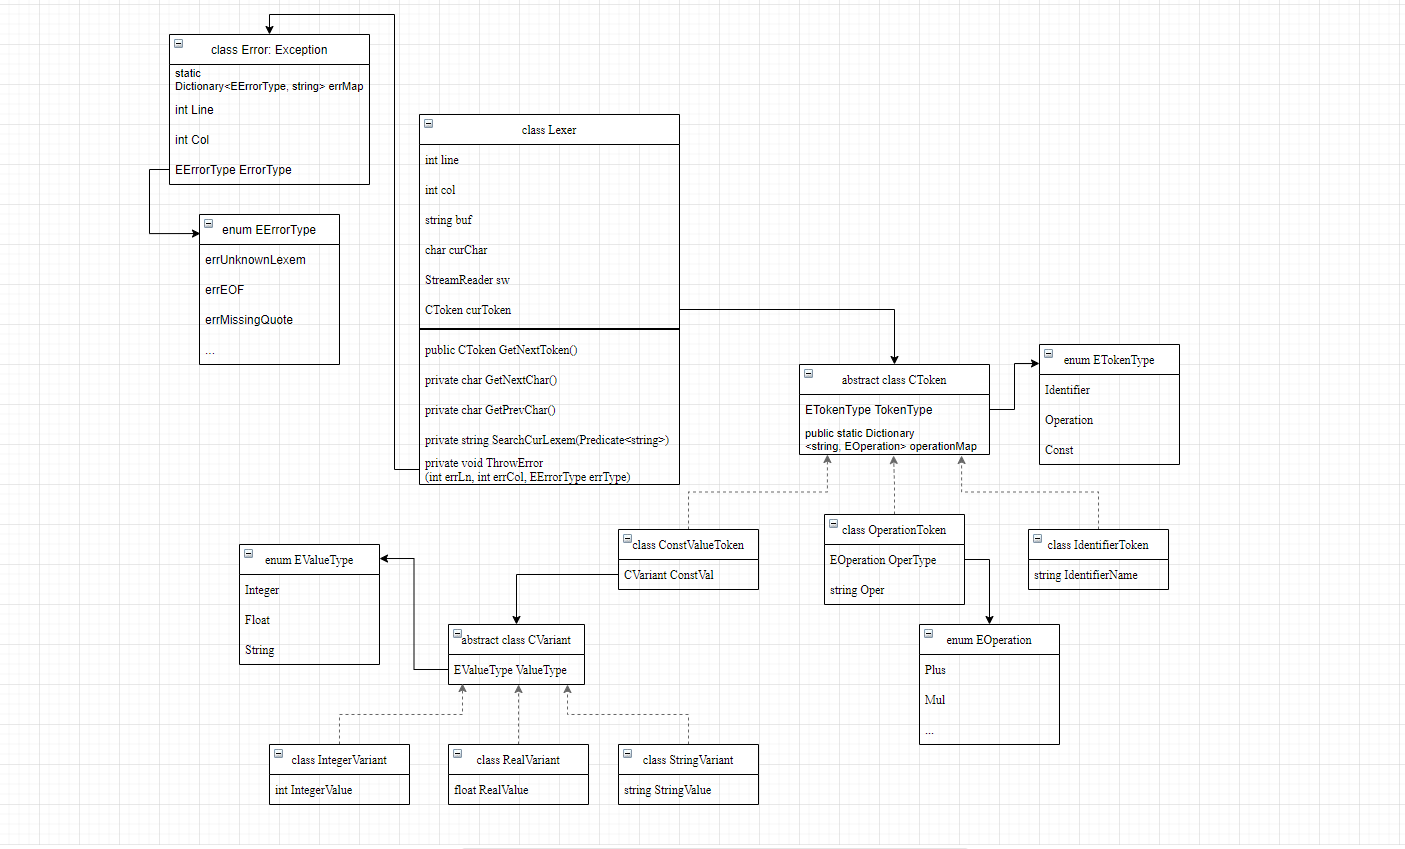 class Error: Exception
static
Dictionary<EErrorType, string> errMap
int Line
int Col
EErrorType ErrorType
enum EErrorType
errUnknownLexem
errEOF
errMissingQuote
...
class Lexer
int line
int col
string buf
char curChar
StreamReader sw
CToken curToken
public CToken GetNextToken()
private char GetNextChar()
private char GetPrevChar()
private string SearchCurLexem(Predicate<string>)
private void ThrowError
(int errLn, int errCol, EErrorType errType)
abstract class CToken
ETokenType TokenType
public static Dictionary
<string, EOperation> operationMap
enum ETokenType
Identifier
Operation
Const
class ConstValueToken
CVariant ConstVal
class OperationToken
EOperation OperType
string Oper
class IdentifierToken
string IdentifierName
enum EValueType
Integer
Float
String
abstract class CVariant
EValueType ValueType
enum EOperation
Plus
Mul
...
class IntegerVariant
int IntegerValue
class RealVariant
float RealValue
class StringVariant
string StringValue